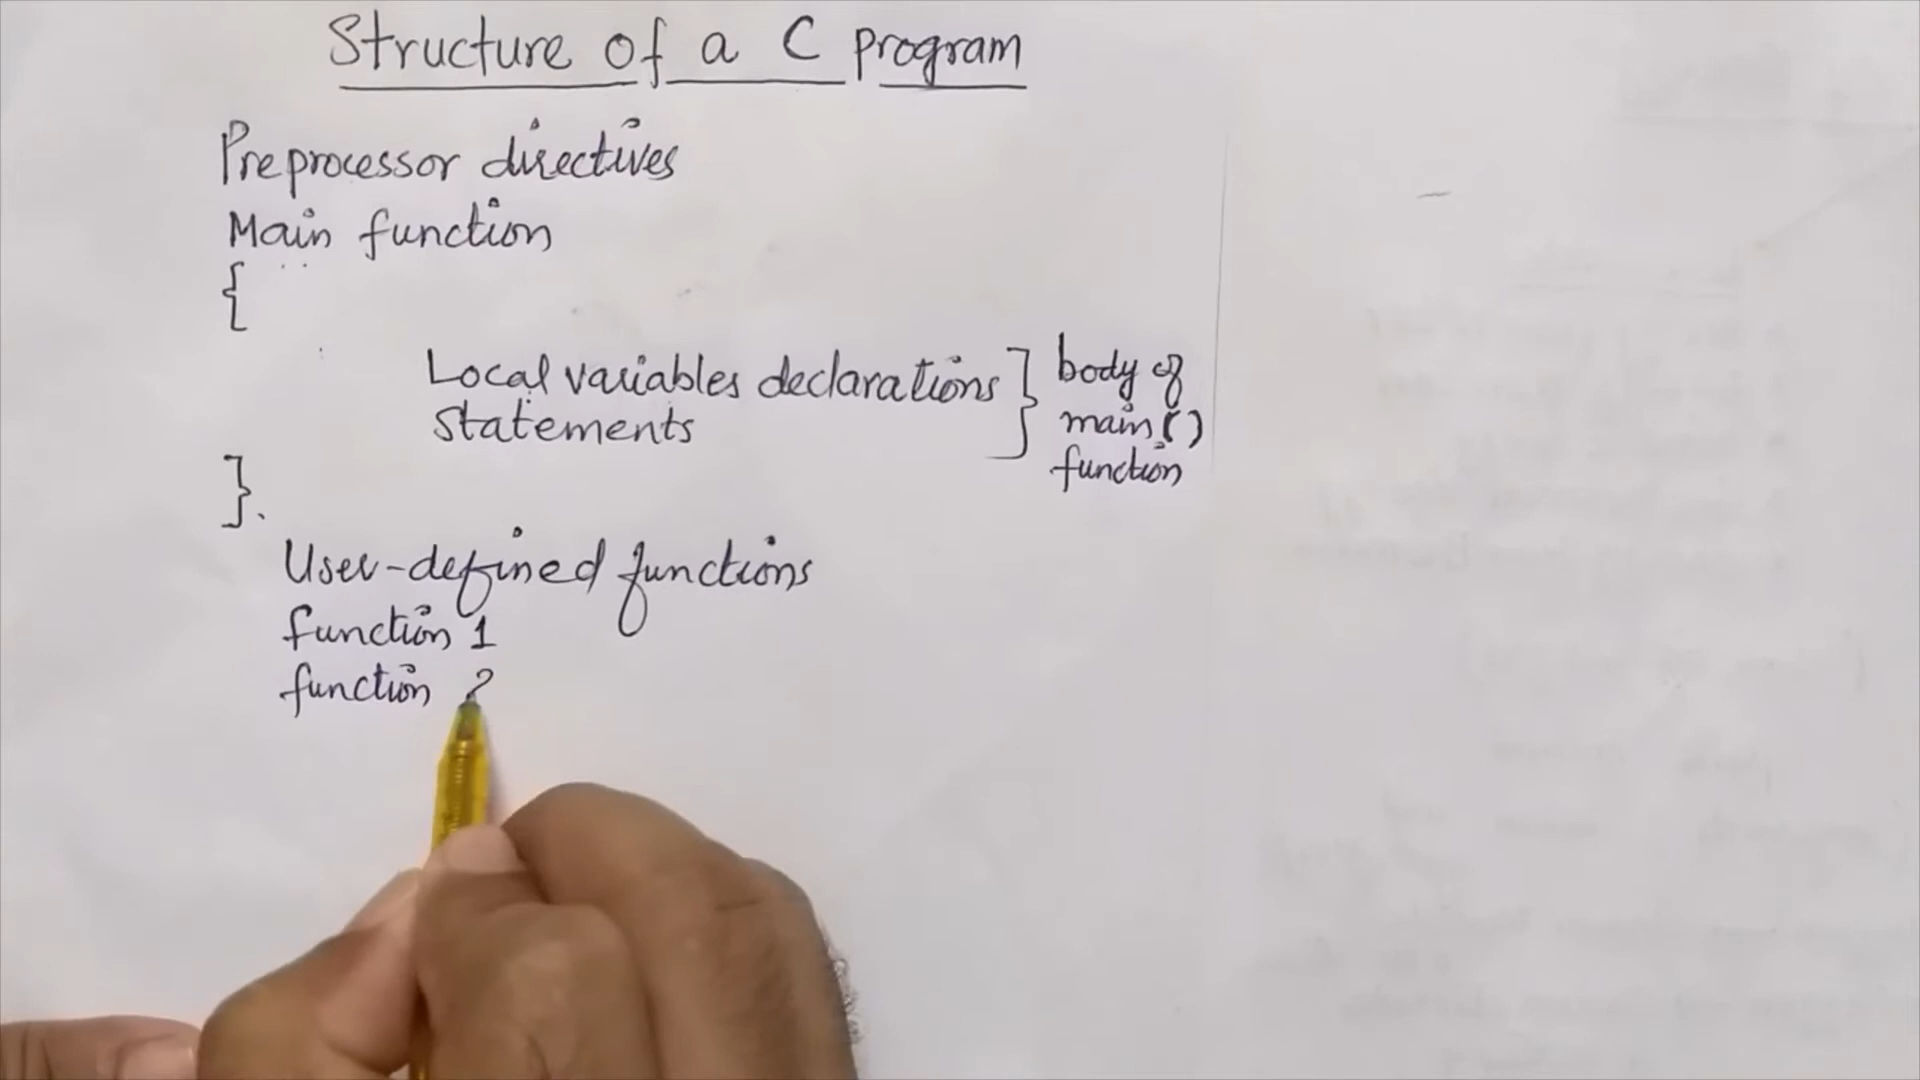 Structure of a C program
Preprocessor directives
Main function
{
Local variables declarations } body of
statements main()
function
}.
User-defined functions
function 1
function 2